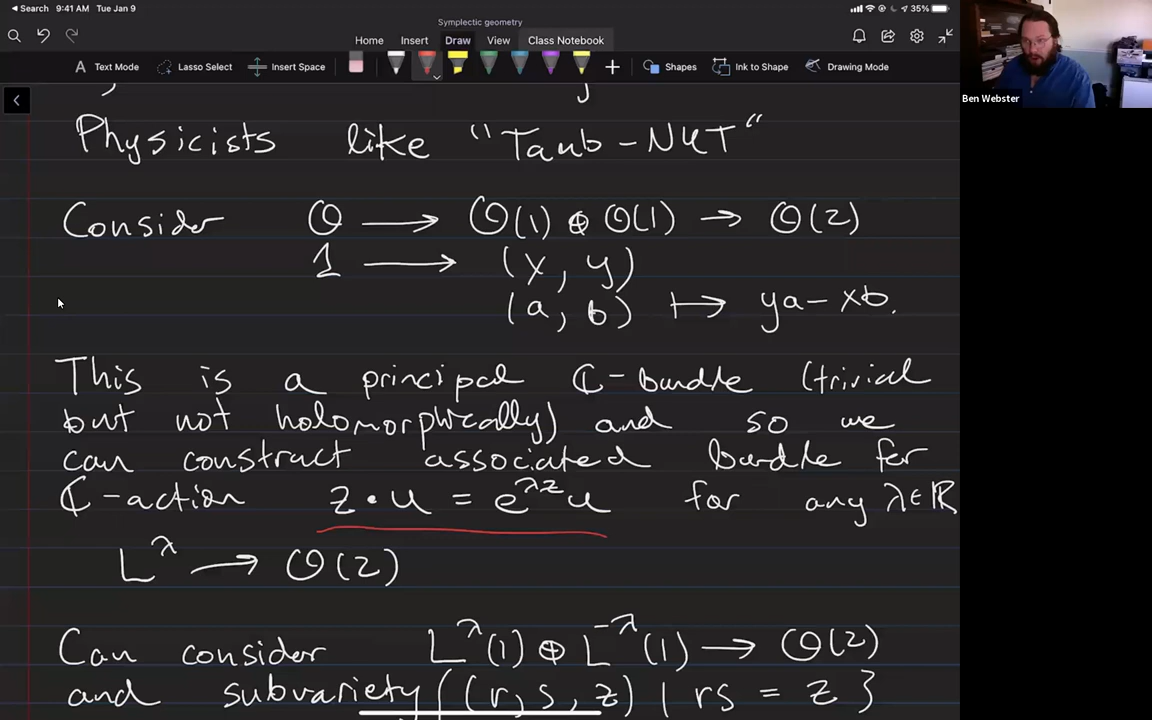 Search 9:41 AM Tue Jan 9
35%
Symplectic geometry
Home Insert Draw View Class Notebook
Text Mode Lasso Select Insert Space Shapes Ink to Shape Drawing Mode
Ben Webster
Physicists like "Taub-NUT"
Consider O → O(1) ⊕ O(1) → O(2)
1 → (x, y)
(a, b) ↦ ya - xb.
This is a principal ℂ-bundle (trivial
but not holomorphically) and so we
can construct associated bundle for
ℂ-action z • u = e^{λz} u for any λ ∈ ℝ
L^λ → O(2)
Can consider L^λ(1) ⊕ L^{-λ}(1) → O(2)
and subvariety {(r, s, z) | rs = z}